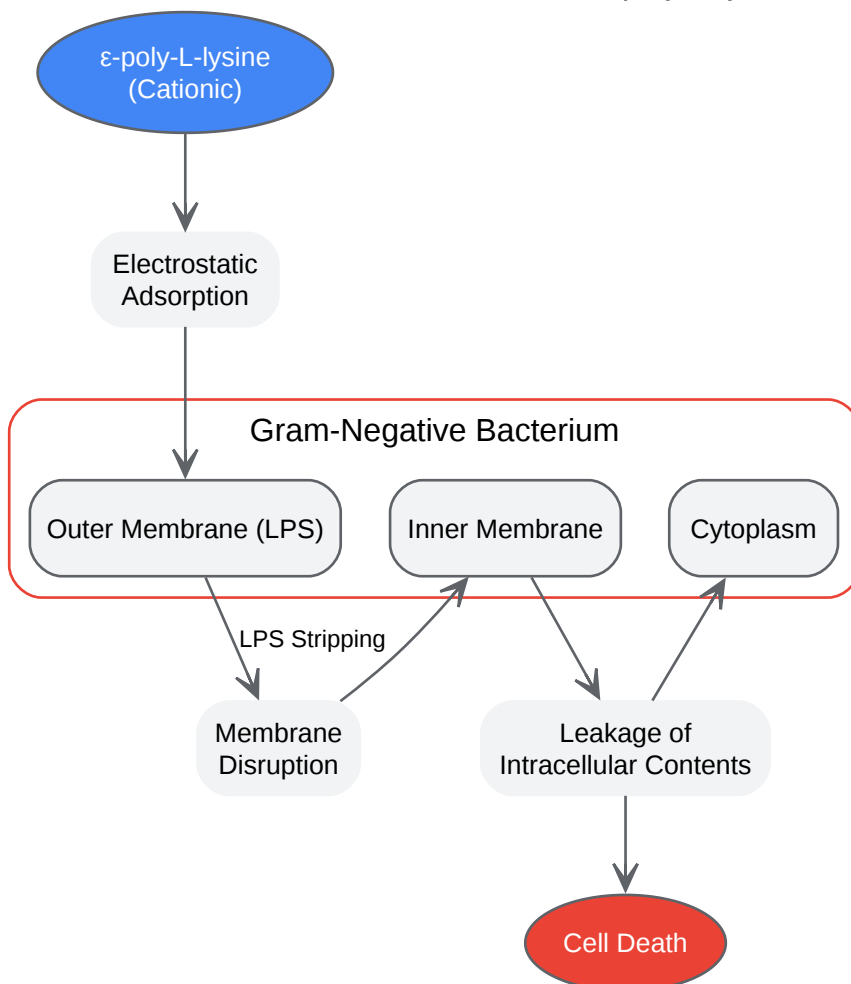 ε-poly-L-lysine
(Cationic)
Electrostatic
Adsorption
Gram-Negative Bacterium
Outer Membrane (LPS)
Inner Membrane
Cytoplasm
LPS Stripping
Membrane
Disruption
Leakage of
Intracellular Contents
Cell Death